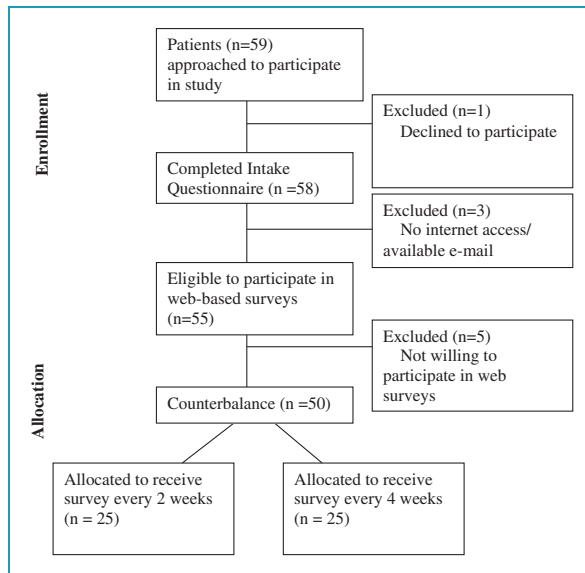 Enrollment
Patients (n=59)
approached to participate
in study
Excluded (n=1)
Declined to participate
Completed Intake
Questionnaire (n =58)
Excluded (n=3)
No internet access/
available e-mail
Eligible to participate in
web-based surveys
(n=55)
Excluded (n=5)
Not willing to
participate in web
surveys
Allocation
Counterbalance (n =50)
Allocated to receive
survey every 2 weeks
(n = 25)
Allocated to receive
survey every 4 weeks
(n = 25)